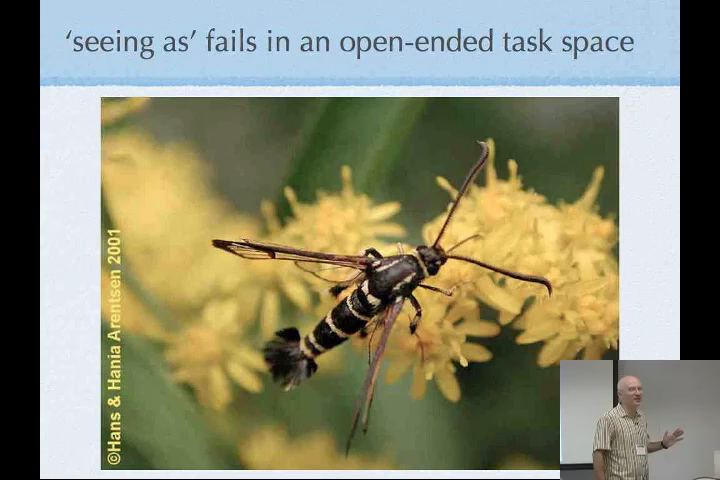 ‘seeing as’ fails in an open-ended task space
©Hans & Hania Arentsen 2001